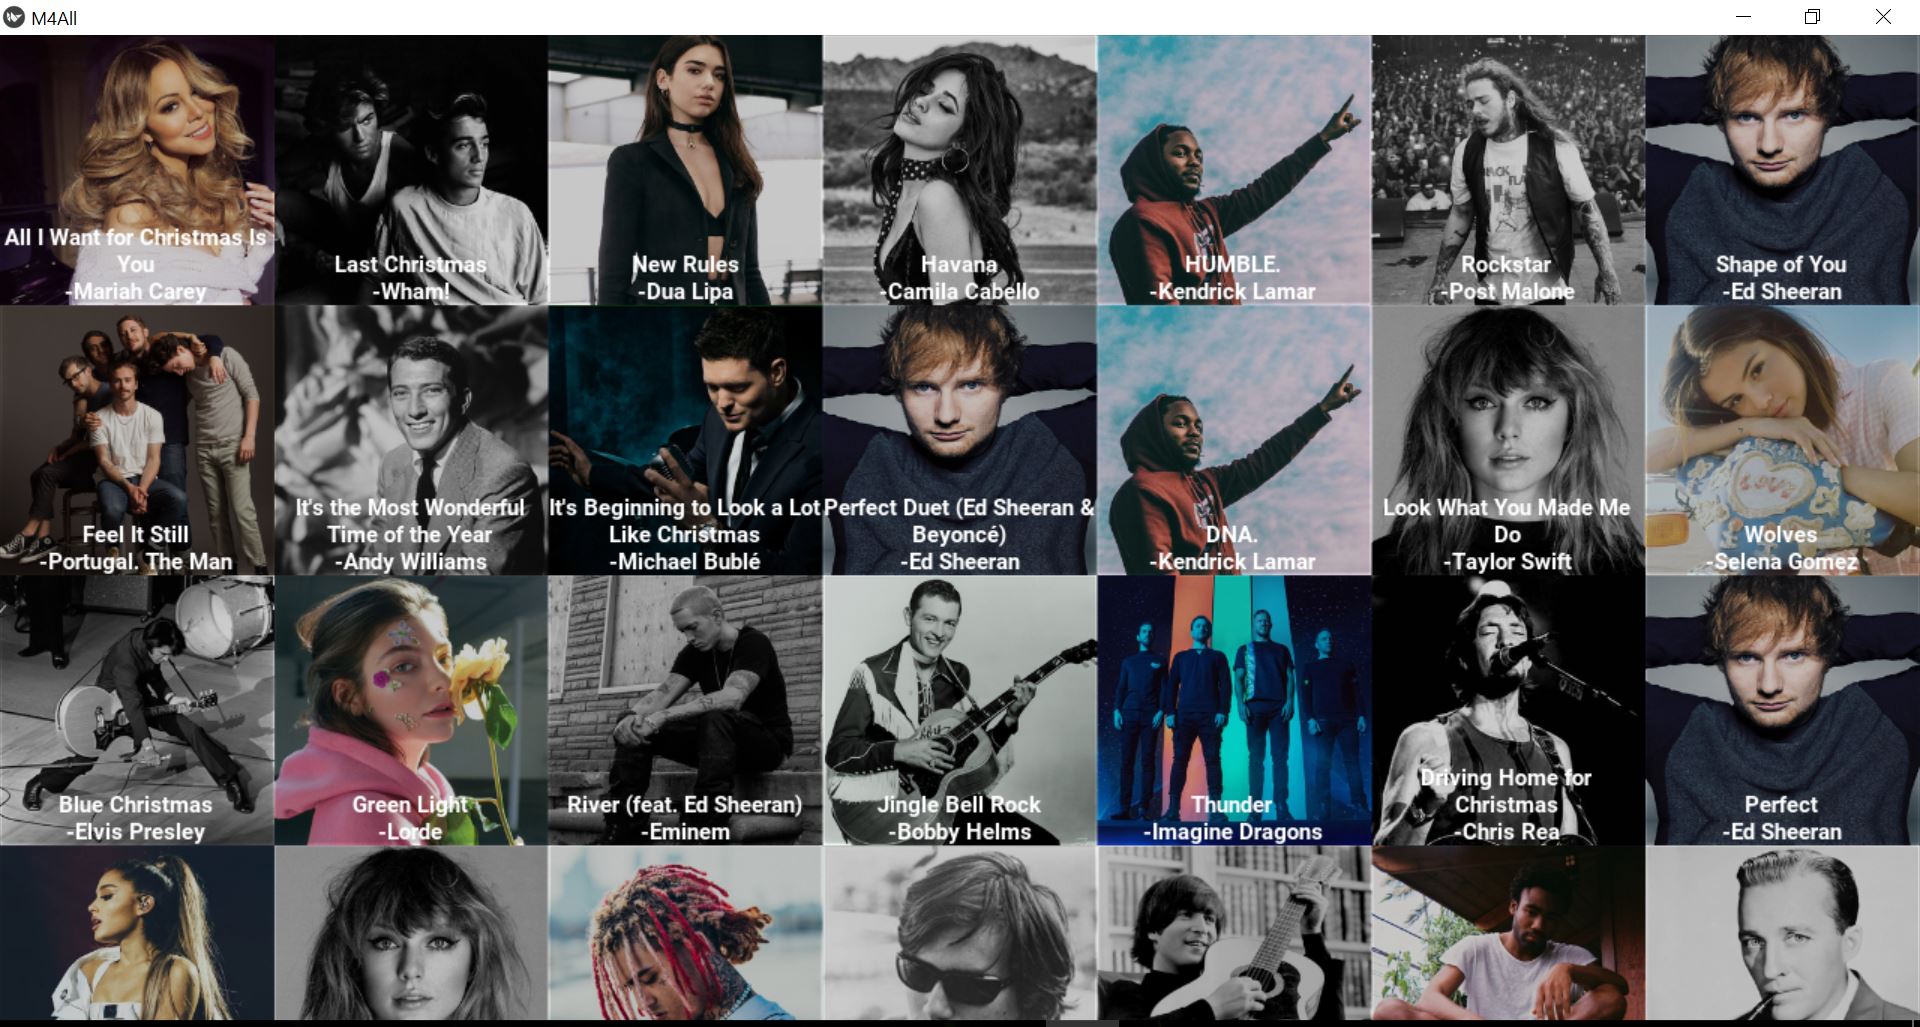 M4All
All I Want for Christmas Is
You
-Mariah Carey
Last Christmas
-Wham!
New Rules
-Dua Lipa
Havana
-Camila Cabello
HUMBLE.
-Kendrick Lamar
Rockstar
-Post Malone
Shape of You
-Ed Sheeran
Feel It Still
-Portugal. The Man
It's the Most Wonderful
Time of the Year
-Andy Williams
It's Beginning to Look a Lot
Like Christmas
-Michael Bublé
Perfect Duet (Ed Sheeran &
Beyoncé)
-Ed Sheeran
DNA.
-Kendrick Lamar
Look What You Made Me
Do
-Taylor Swift
Wolves
-Selena Gomez
Blue Christmas
-Elvis Presley
Green Light
-Lorde
River (feat. Ed Sheeran)
-Eminem
Jingle Bell Rock
-Bobby Helms
Thunder
-Imagine Dragons
Driving Home for
Christmas
-Chris Rea
Perfect
-Ed Sheeran